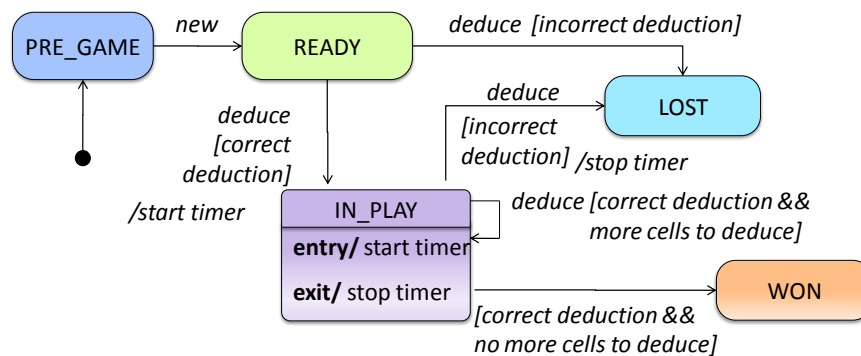 new
deduce [incorrect deduction]
PRE_GAME
READY
deduce
LOST
deduce
[correct
deduction]
[incorrect
deduction]
/stop timer
/start timer
IN_PLAY
deduce [correct deduction &&
more cells to deduce]
entry/ start timer
exit/ stop timer
WON
[correct deduction &&
no more cells to deduce]